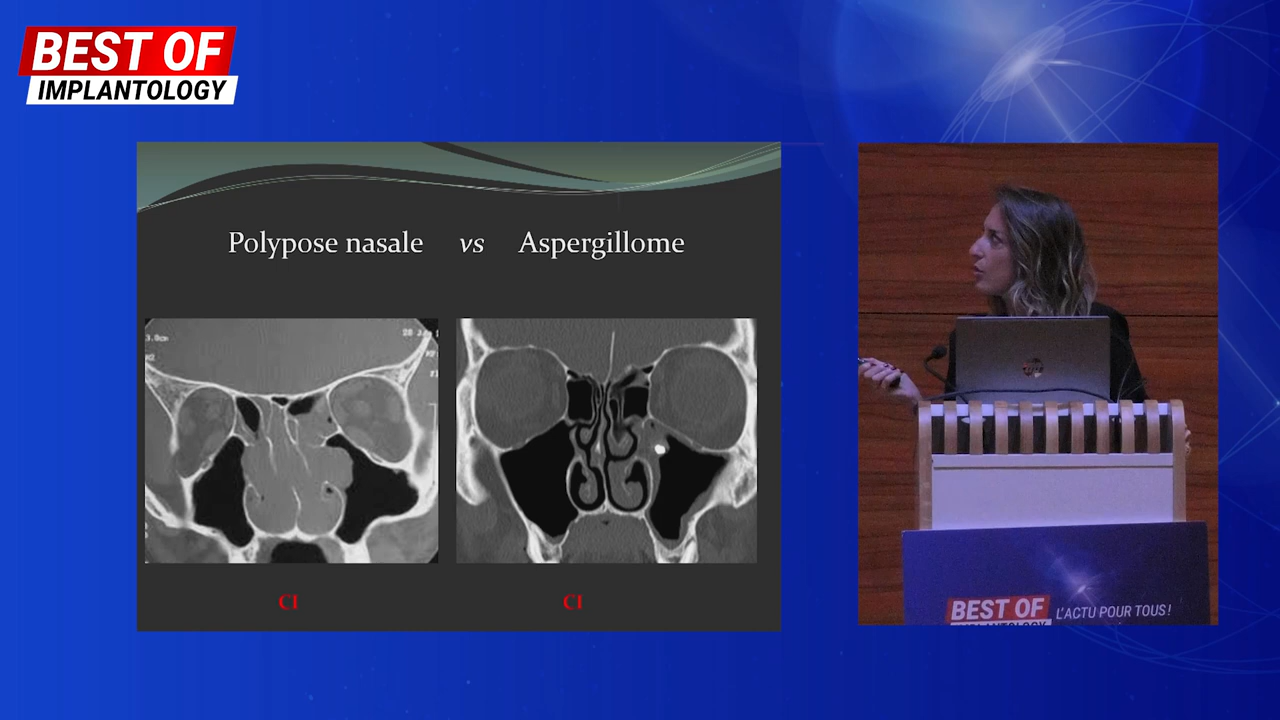 BEST OF
IMPLANTOLOGY
Polypose nasale vs Aspergillome
CI CI
BEST OF
L'ACTU POUR TOUS !